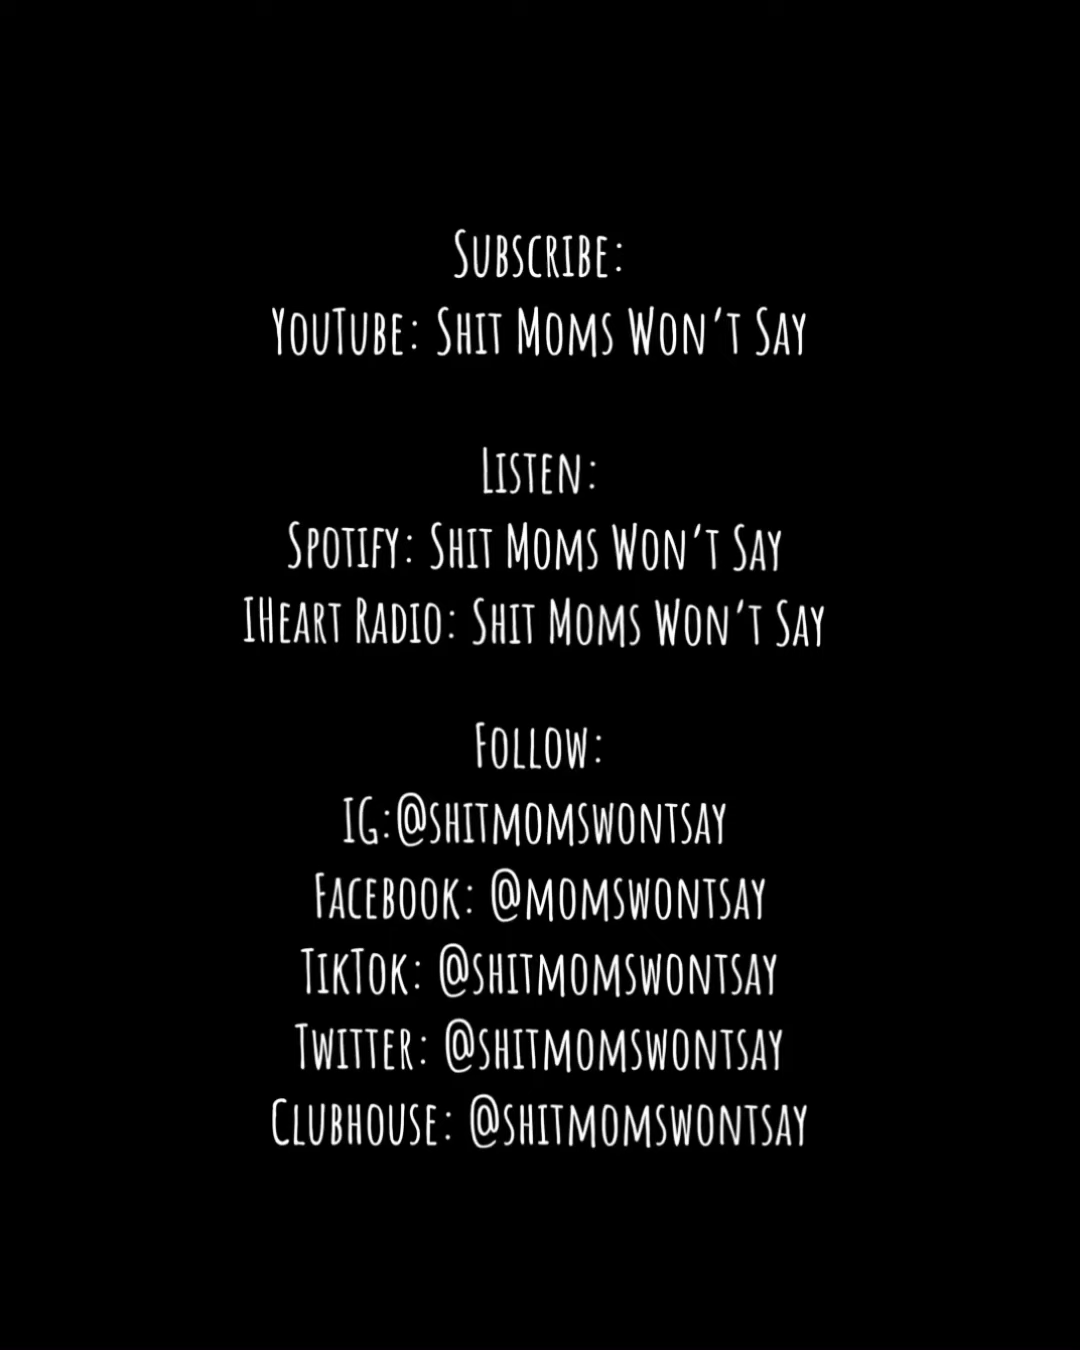 Subscribe:
YouTube: Shit Moms Won't Say
Listen:
Spotify: Shit Moms Won't Say
IHeart Radio: Shit Moms Won't Say
Follow:
IG:@shitmomswontsay
Facebook: @momswontsay
TikTok: @shitmomswontsay
Twitter: @shitmomswontsay
Clubhouse: @shitmomswontsay